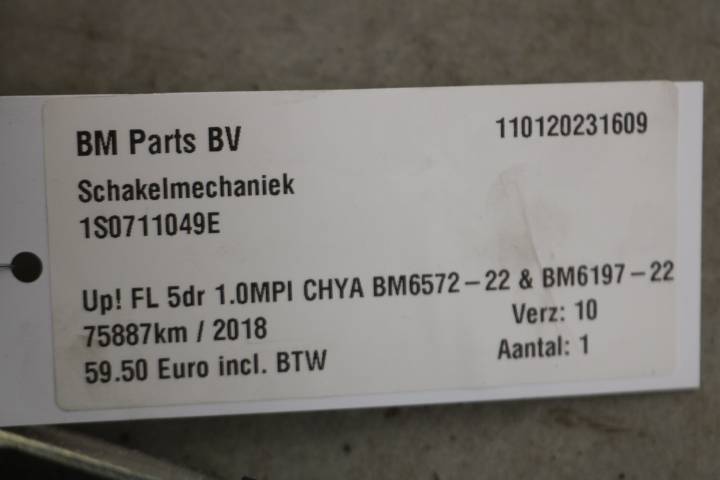 BM Parts BV 110120231609
Schakelmechaniek
1S0711049E
Up! FL 5dr 1.0MPI CHYA BM6572-22 & BM6197-22
75887km / 2018 Verz: 10
59.50 Euro incl. BTW Aantal: 1